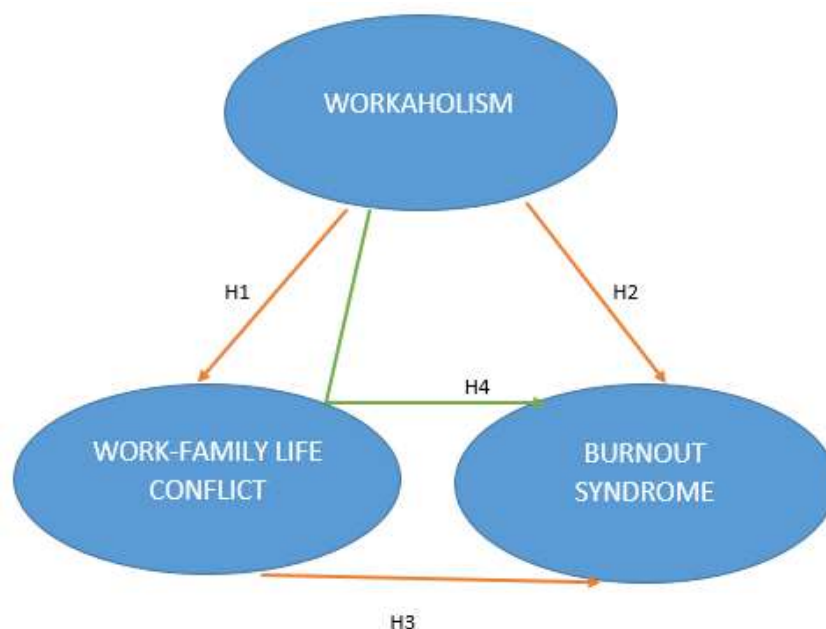 WORKAHOLISM
H1
H2
H4
WORK-FAMILY LIFE
CONFLICT
BURNOUT
SYNDROME
H3